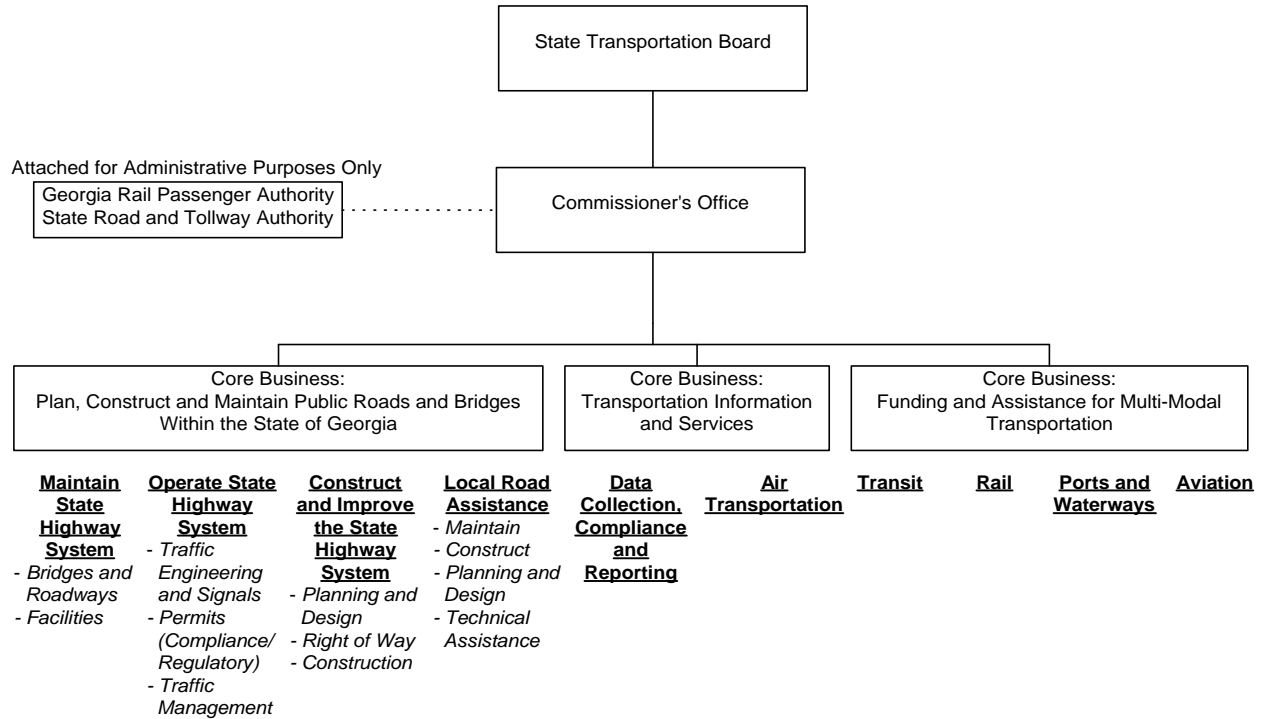 State Transportation Board
Attached for Administrative Purposes Only
Georgia Rail Passenger Authority
State Road and Tollway Authority
Commissioner's Office
Core Business:
Plan, Construct and Maintain Public Roads and Bridges
Within the State of Georgia
Core Business:
Transportation Information
and Services
Core Business:
Funding and Assistance for Multi-Modal
Transportation
Maintain
State
Highway
System
- Bridges and
Roadways
- Facilities
Operate State
Highway
System
- Traffic
Engineering
and Signals
- Permits
(Compliance/
Regulatory)
- Traffic
Management
Construct
and Improve
the State
Highway
System
- Planning and
Design
- Right of Way
- Construction
Local Road
Assistance
- Maintain
- Construct
- Planning and
Design
- Technical
Assistance
Data
Collection,
Compliance
and
Reporting
Air
Transportation
Transit
Rail
Ports and
Waterways
Aviation